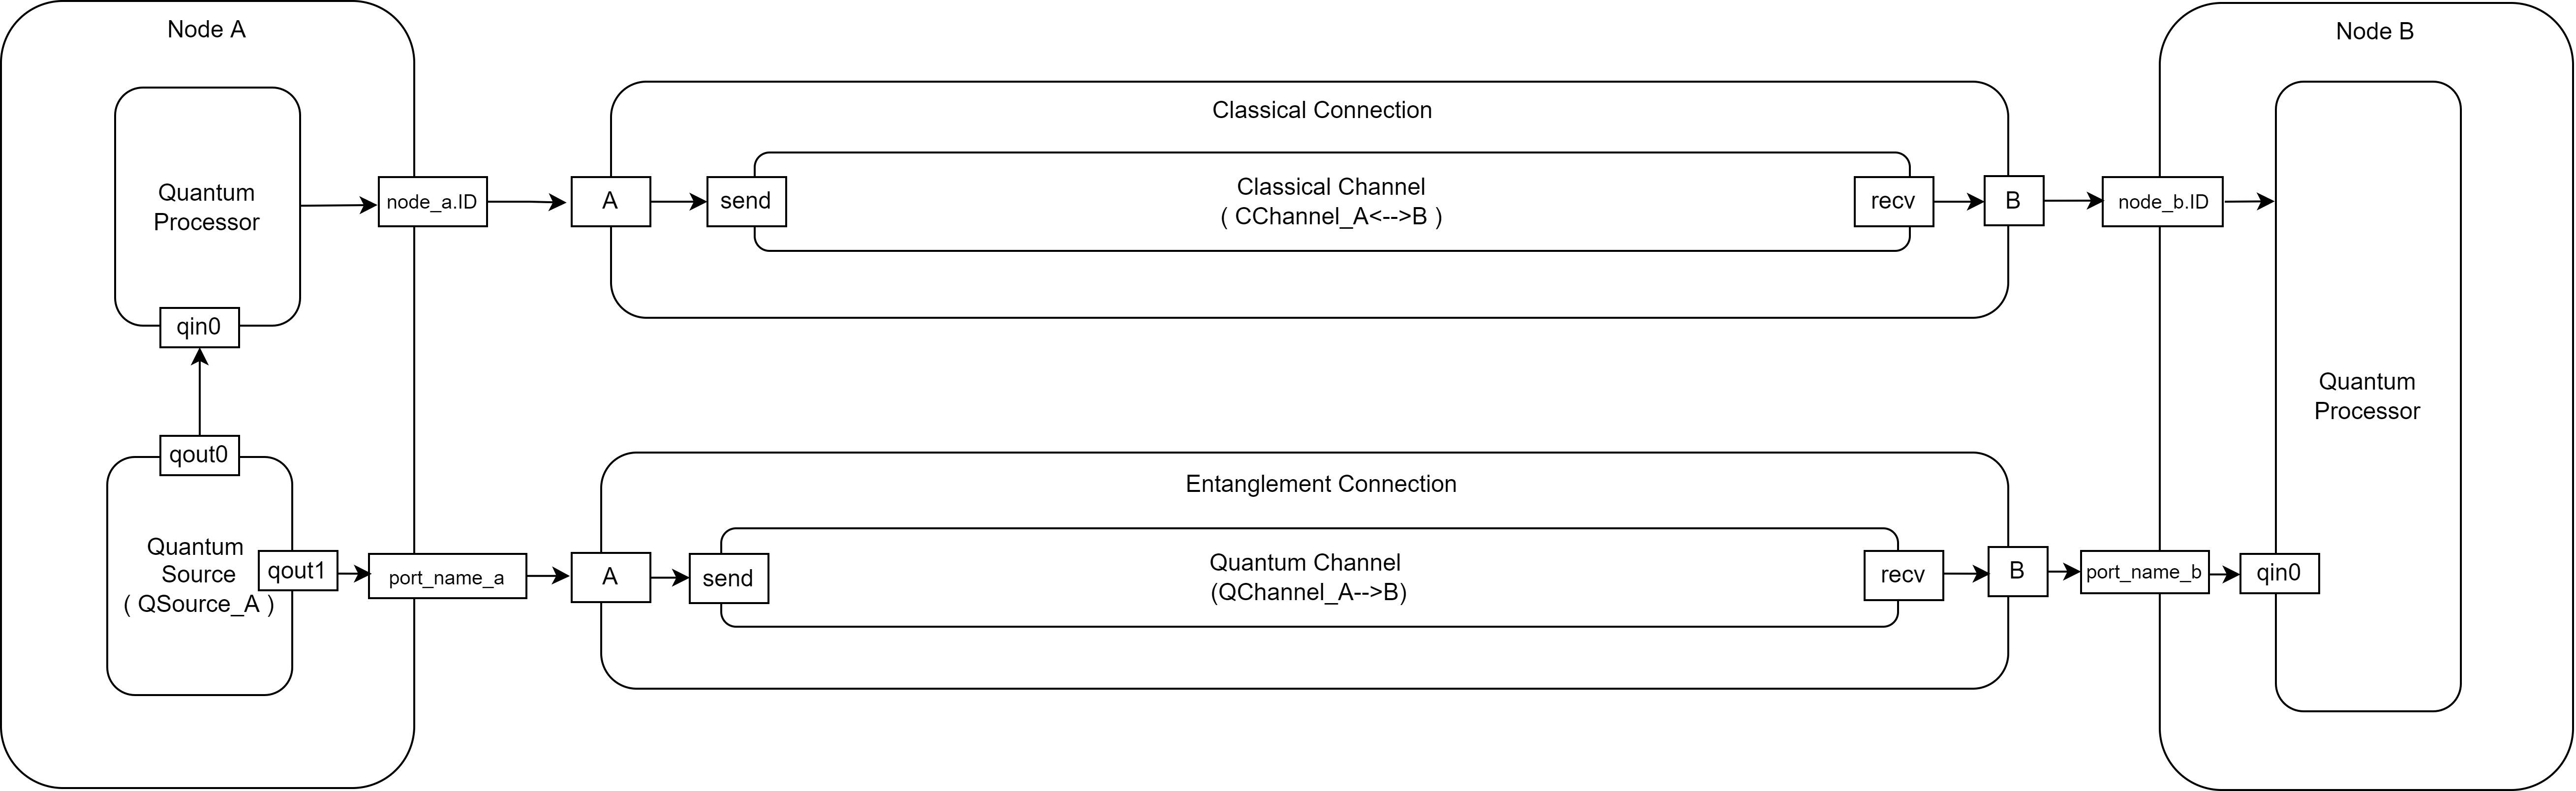 Node A
Quantum
Processor
qin0
qout0
Quantum
Source
( QSource_A )
qout1
node_a.ID
port_name_a
Classical Connection
A
send
Classical Channel
( CChannel_A<-->B )
recv
B
Entanglement Connection
A
send
Quantum Channel
(QChannel_A-->B)
recv
B
Node B
node_b.ID
port_name_b
qin0
Quantum
Processor